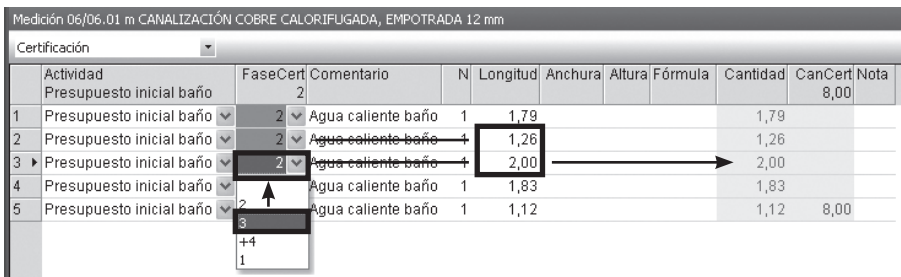 Medición 06/06.01 m CANALIZACIÓN COBRE CALORIFUGADA, EMPOTRADA 12 mm
Certificación
Actividad FaseCert Comentario N Longitud Anchura Altura Fórmula Cantidad CanCert Nota
Presupuesto inicial baño 2 8,00
1 Presupuesto inicial baño 2 Agua caliente baño 1 1,79 1,79
2 Presupuesto inicial baño 2 Agua caliente baño 1 1,26 1,26
3 Presupuesto inicial baño 2 Agua caliente baño 1 2,00 2,00
4 Presupuesto inicial baño Agua caliente baño 1 1,83 1,83
5 Presupuesto inicial baño 2 Agua caliente baño 1 1,12 1,12 8,00
3
+4
1